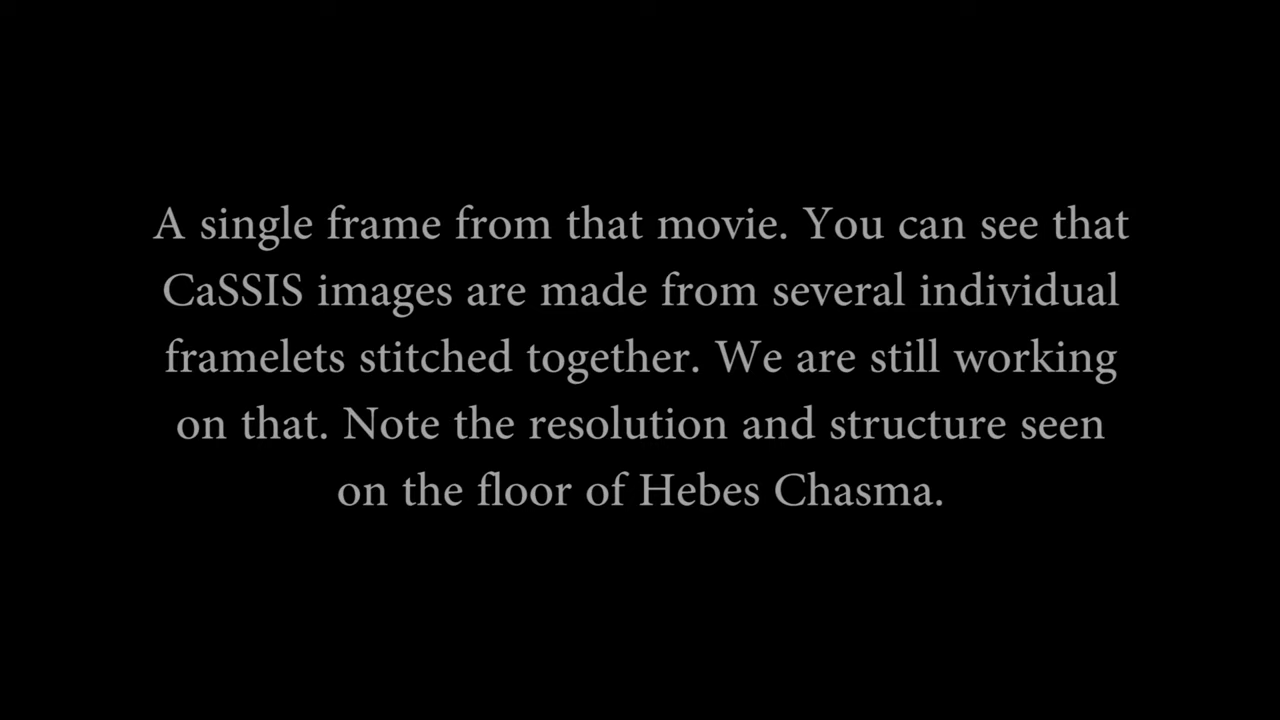 A single frame from that movie. You can see that
CaSSIS images are made from several individual
framelets stitched together. We are still working
on that. Note the resolution and structure seen
on the floor of Hebes Chasma.